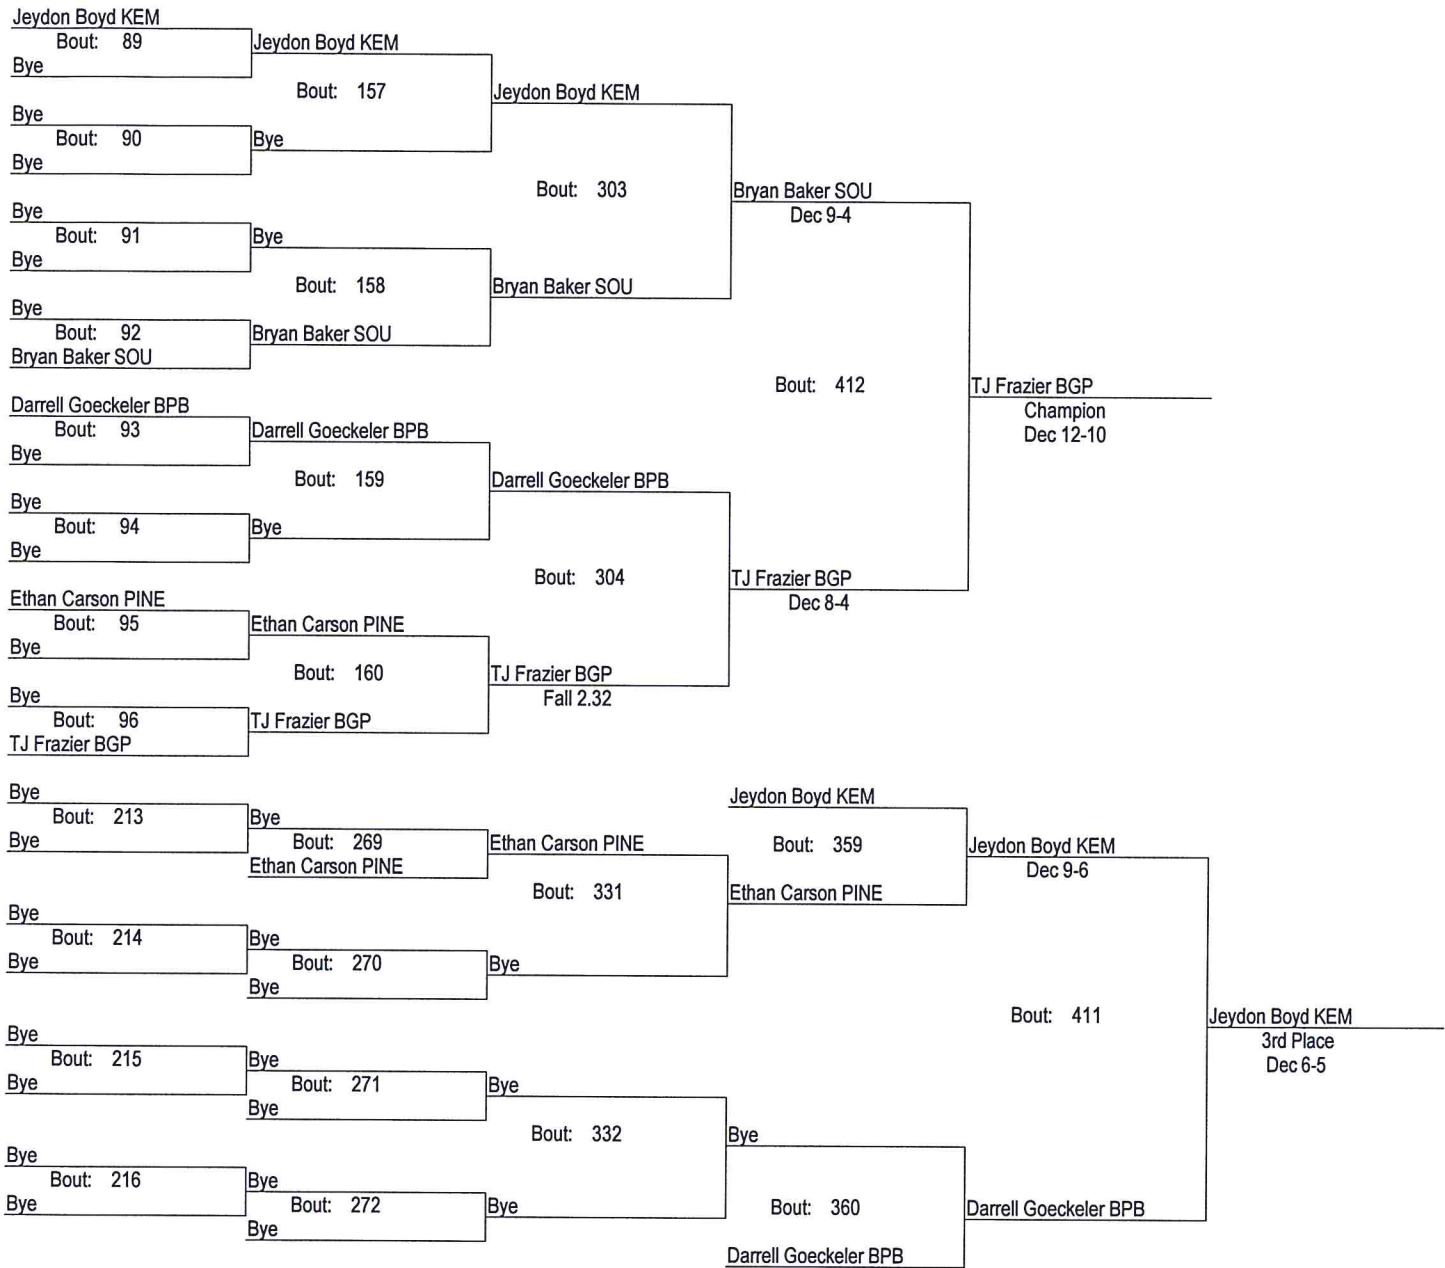 Jeydon Boyd KEM
Bout: 89
Bye
Jeydon Boyd KEM
Bout: 157
Bye
Bout: 90
Bye
Bye
Jeydon Boyd KEM
Bout: 303
Bye
Bout: 91
Bye
Bye
Bout: 158
Bye
Bout: 92
Bryan Baker SOU
Bryan Baker SOU
Bryan Baker SOU
Bryan Baker SOU
Dec 9-4
Bout: 412
Darrell Goeckeler BPB
Bout: 93
Bye
Darrell Goeckeler BPB
Bout: 159
Bye
Bout: 94
Bye
Bye
Darrell Goeckeler BPB
Bout: 304
Ethan Carson PINE
Bout: 95
Bye
Ethan Carson PINE
Bout: 160
Bye
Bout: 96
TJ Frazier BGP
TJ Frazier BGP
TJ Frazier BGP
Fall 2.32
TJ Frazier BGP
Dec 8-4
TJ Frazier BGP
Champion
Dec 12-10
Bye
Bout: 213
Bye
Bye
Bout: 269
Ethan Carson PINE
Ethan Carson PINE
Bout: 331
Bye
Bout: 214
Bye
Bye
Bout: 270
Bye
Bye
Jeydon Boyd KEM
Bout: 359
Ethan Carson PINE
Jeydon Boyd KEM
Dec 9-6
Bout: 411
Bye
Bout: 215
Bye
Bye
Bout: 271
Bye
Bye
Bout: 332
Bye
Bout: 216
Bye
Bye
Bout: 272
Bye
Bye
Bye
Bout: 360
Darrell Goeckeler BPB
Darrell Goeckeler BPB
Jeydon Boyd KEM
3rd Place
Dec 6-5